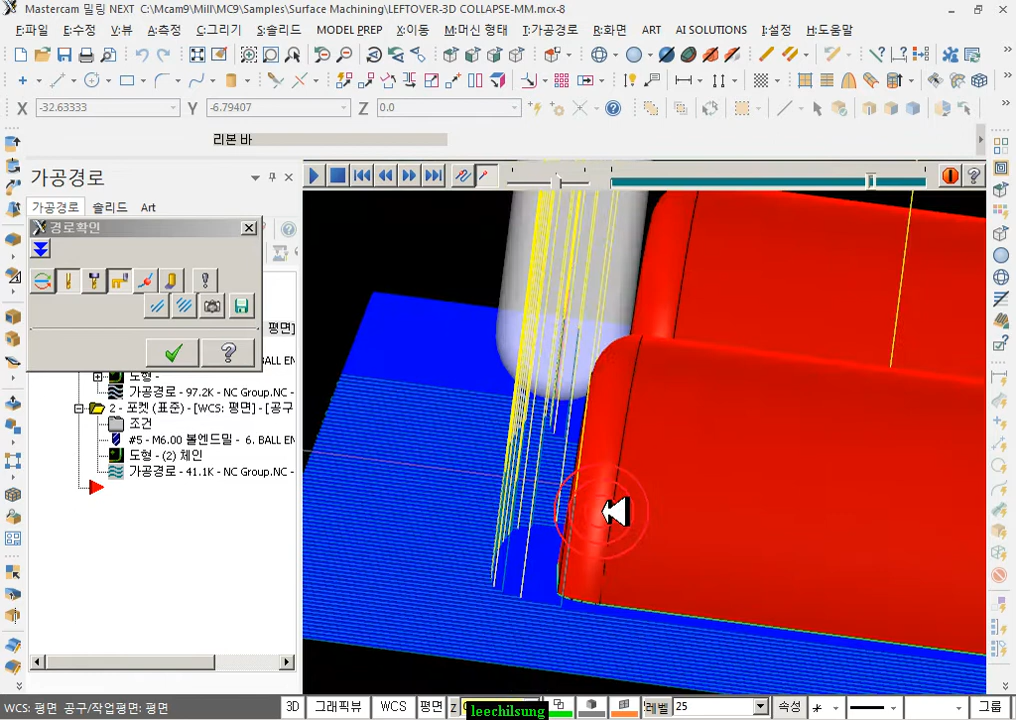 Mastercam 밀링 NEXT C:\Mcam9\Mill\MC9\Samples\Surface Machining\LEFTOVER-3D COLLAPSE-MM.mcx-8
F:파일 E:수정 V:뷰 A:측정 C:그리기 S:솔리드 MODEL PREP X:이동 M:머신 형태 T:가공경로 R:화면 ART AI SOLUTIONS I:설정 H:도움말
X -32.63333 Y -6.79407 Z 0.0
리본 바
가공경로
가공경로 솔리드 Art
경로확인
평면]
BALL EN
도형 -
가공경로 - 97.2K - NC Group.NC -
2 - 포켓 (표준) - [WCS: 평면] - [공구
조건
#5 - M6.00 볼엔드밀 - 6. BALL EN
도형 - (2) 체인
가공경로 - 41.1K - NC Group.NC -
WCS: 평면 공구/작업평면: 평면 3D 그래픽뷰 WCS 평면 Z 레벨 25 속성 그룹
leechilsung